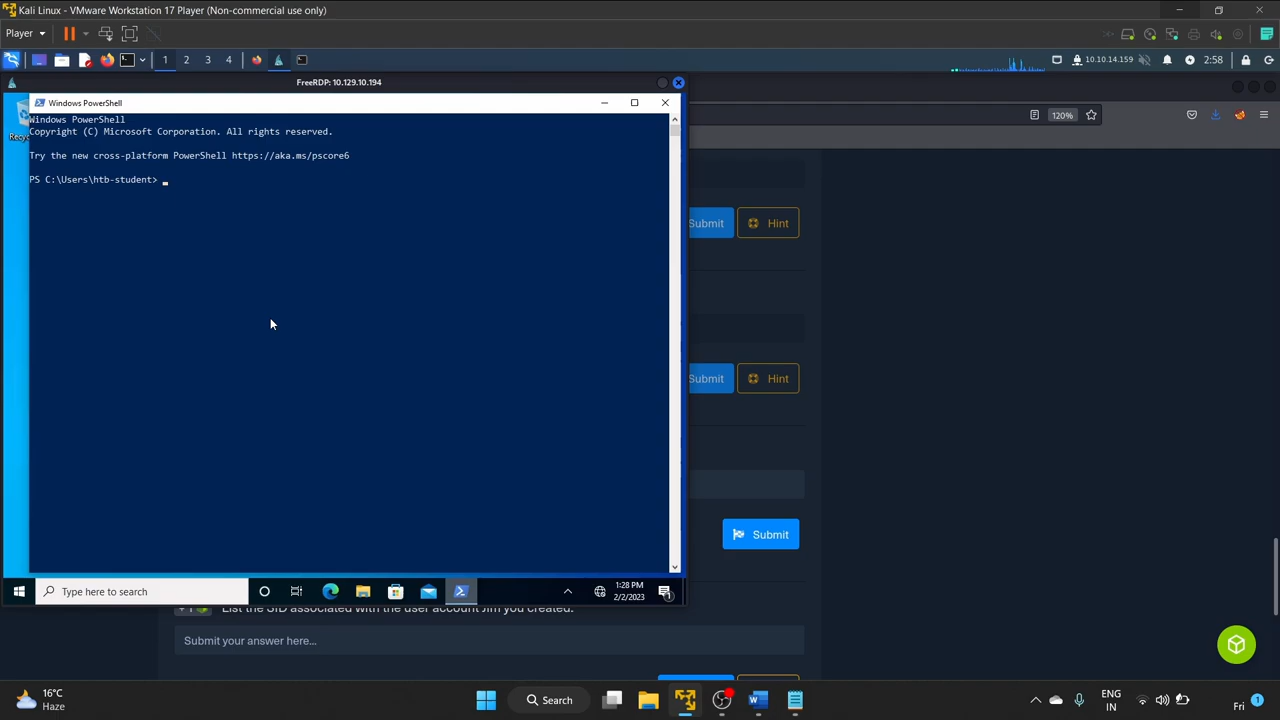 Kali Linux - VMware Workstation 17 Player (Non-commercial use only)
Player
1 2 3 4
10.10.14.159
2:58
FreeRDP: 10.129.10.194
Windows PowerShell
120%
Windows PowerShell
Copyright (C) Microsoft Corporation. All rights reserved.
Try the new cross-platform PowerShell https://aka.ms/pscore6
PS C:\Users\htb-student>
Submit Hint
Submit Hint
Submit
Type here to search
1:28 PM
2/2/2023
List the SID associated with the user account Jim you created.
Submit your answer here...
16°C
Haze
Search
ENG
IN
Fri
1